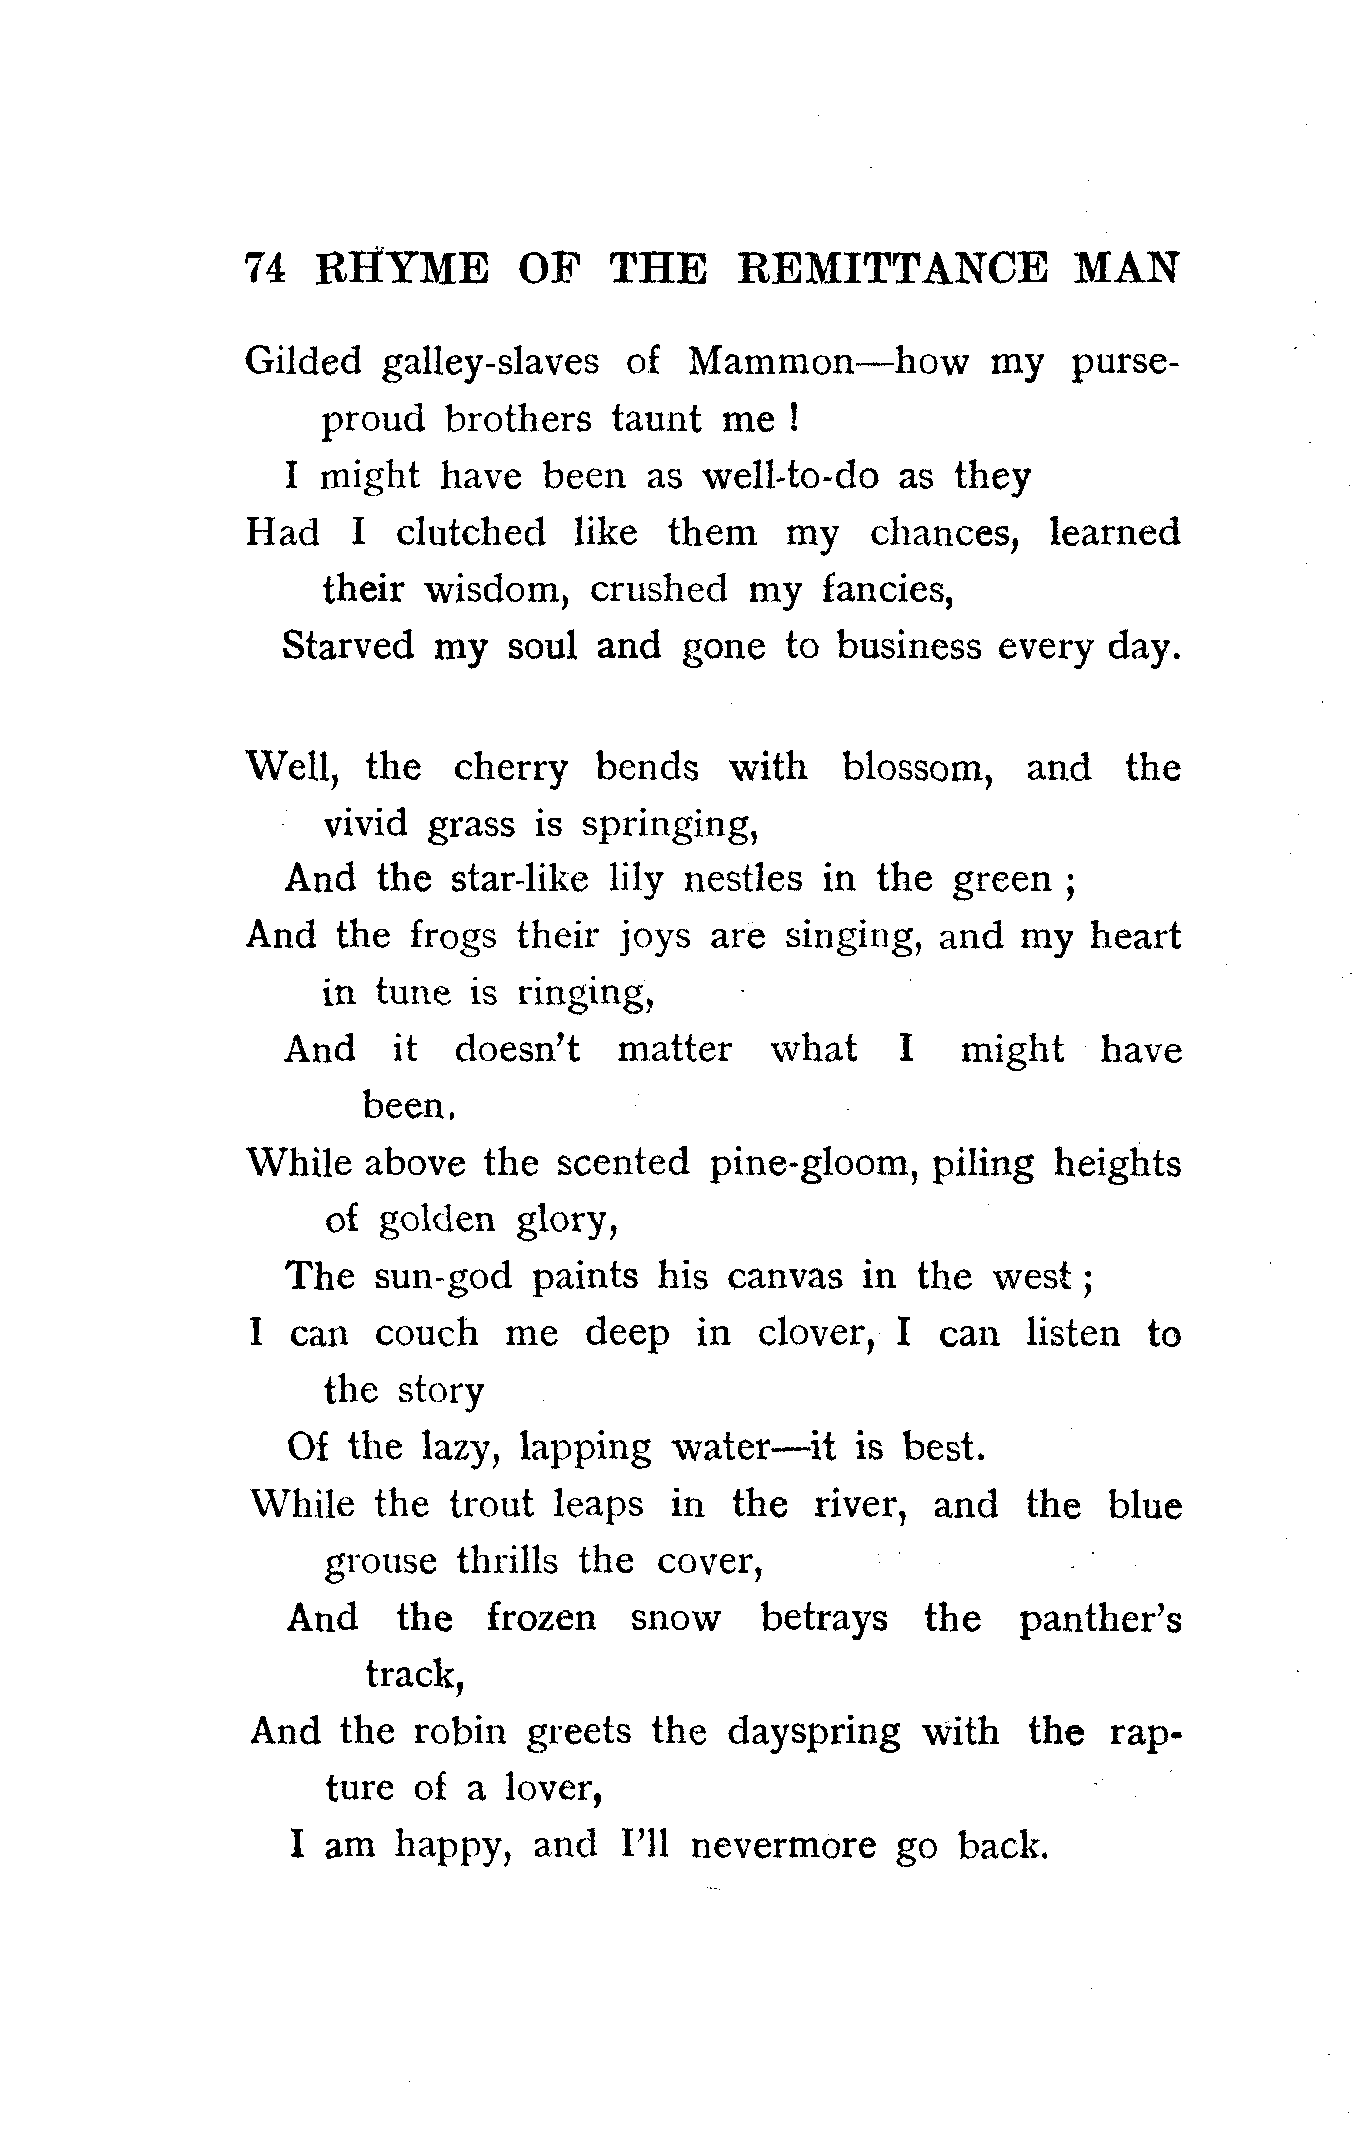 74 RHYME OF THE REMITTANCE MAN
Gilded galley-slaves of Mammon—how my purse-
proud brothers taunt me !
I might have been as well-to-do as they
Had I clutched like them my chances, learned
their wisdom, crushed my fancies,
Starved my soul and gone to business every day.
Well, the cherry bends with blossom, and the
vivid grass is springing,
And the star-like lily nestles in the green ;
And the frogs their joys are singing, and my heart
in tune is ringing,
And it doesn't matter what I might have
been.
While above the scented pine-gloom, piling heights
of golden glory,
The sun-god paints his canvas in the west ;
I can couch me deep in clover, I can listen to
the story
Of the lazy, lapping water—it is best.
While the trout leaps in the river, and the blue
grouse thrills the cover,
And the frozen snow betrays the panther's
track,
And the robin greets the dayspring with the rap-
ture of a lover,
I am happy, and I'll nevermore go back.